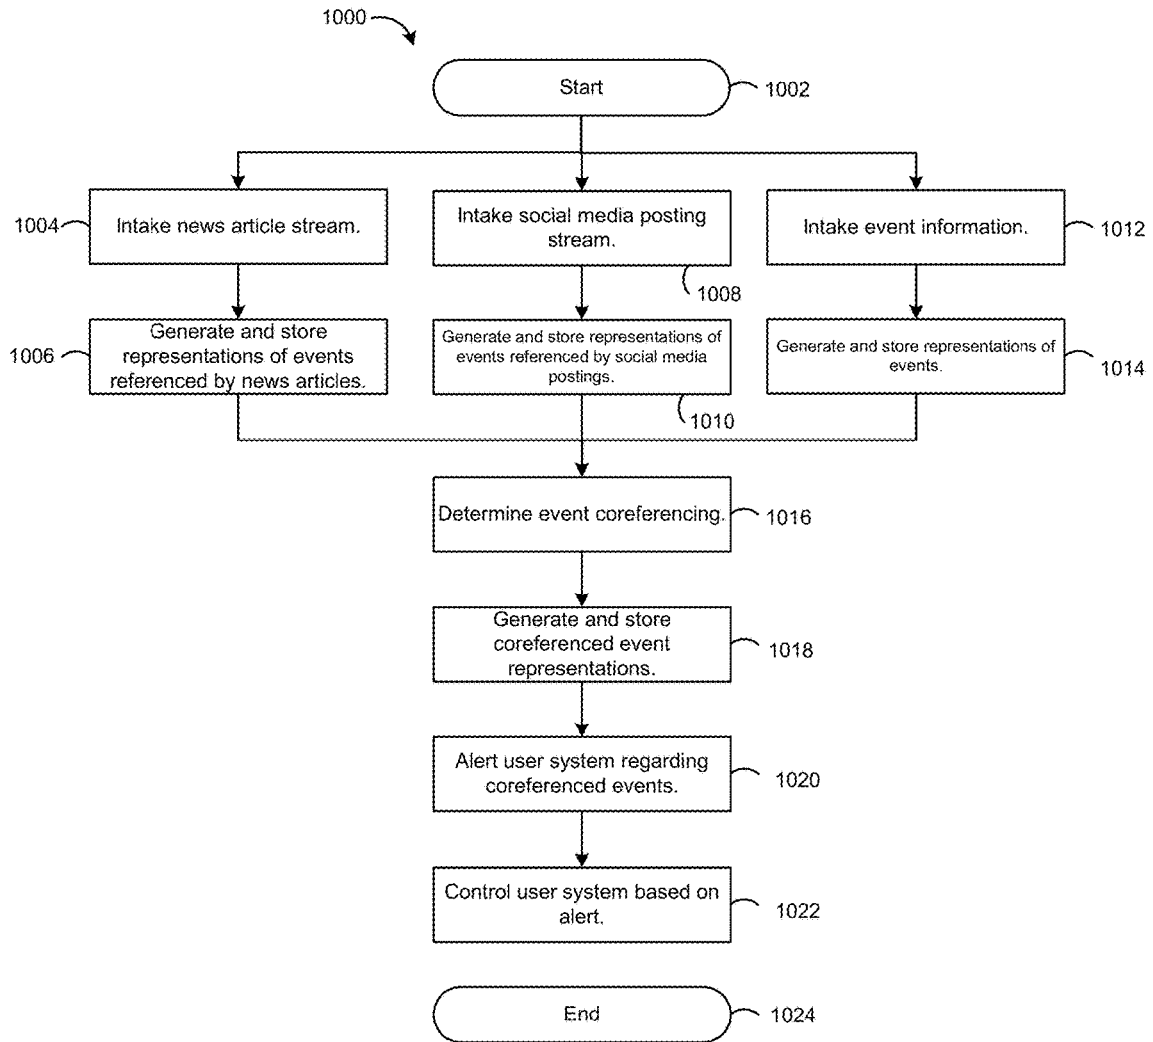 1000
Start
1002
1004
Intake news article stream.
Intake social media posting
stream.
1008
Intake event information.
1012
1006
Generate and store
representations of events
referenced by news articles.
Generate and store representations of
events referenced by social media
postings.
1010
Generate and store representations of
events.
1014
Determine event coreferencing.
1016
Generate and store
coreferenced event
representations.
1018
Alert user system regarding
coreferenced events.
1020
Control user system based on
alert.
1022
End
1024